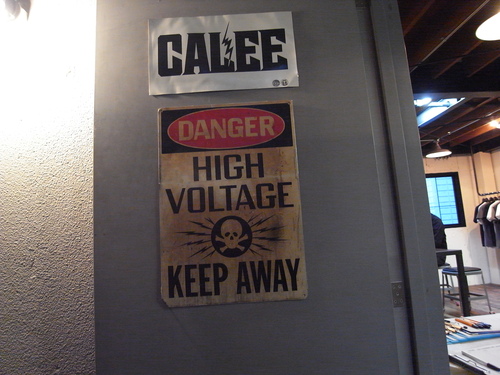 CALEE
DANGER
HIGH
VOLTAGE
KEEP AWAY